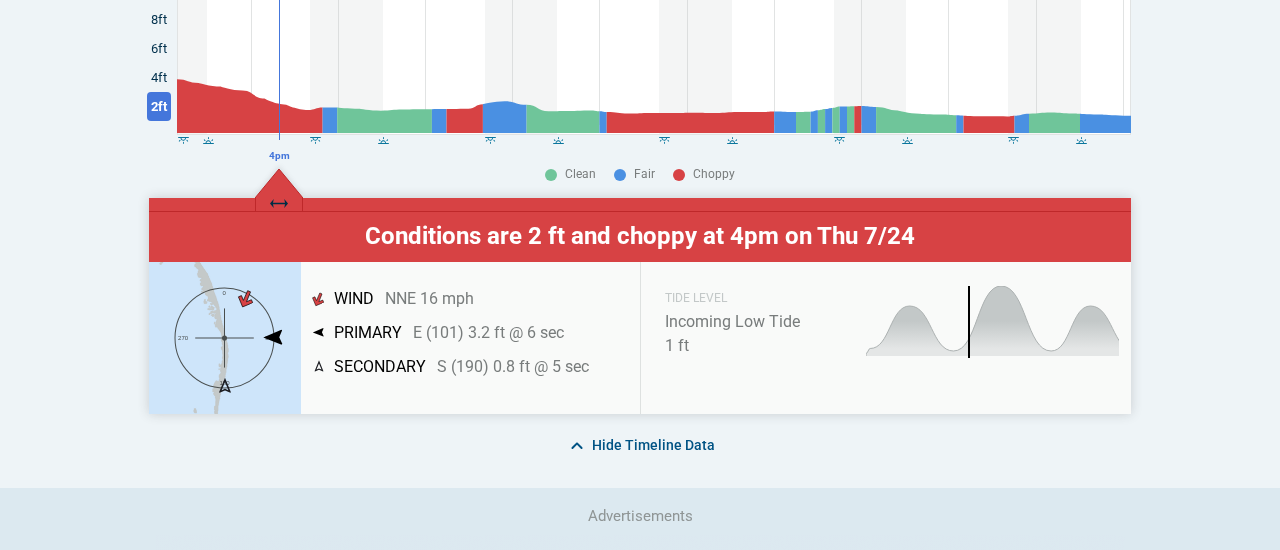 8ft
6ft
4ft
2ft
4pm
Clean
Fair
Choppy
Conditions are 2 ft and choppy at 4pm on Thu 7/24
0
270
WIND NNE 16 mph
PRIMARY E (101) 3.2 ft @ 6 sec
SECONDARY S (190) 0.8 ft @ 5 sec
TIDE LEVEL
Incoming Low Tide
1 ft
Hide Timeline Data
Advertisements